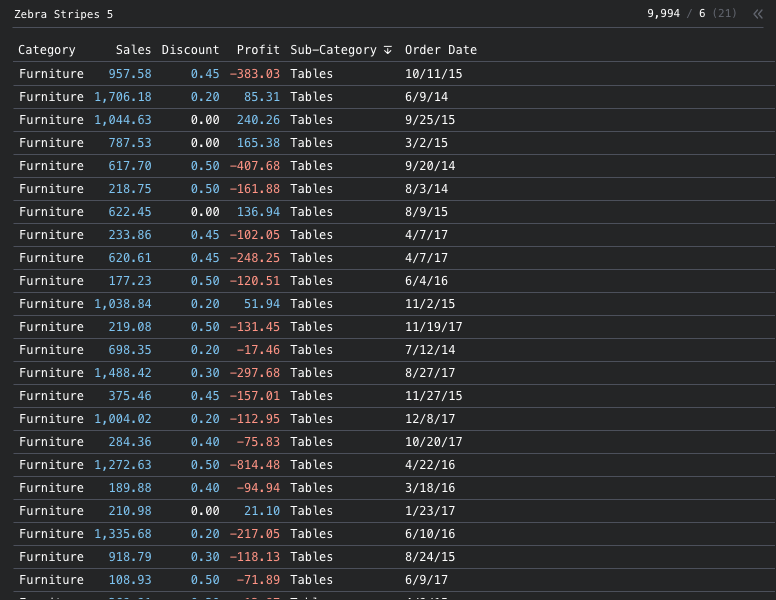 Zebra Stripes 5 9,994 / 6 (21) «
Category Sales Discount Profit Sub-Category Order Date
Furniture 957.58 0.45 −383.03 Tables 10/11/15
Furniture 1,706.18 0.20 85.31 Tables 6/9/14
Furniture 1,044.63 0.00 240.26 Tables 9/25/15
Furniture 787.53 0.00 165.38 Tables 3/2/15
Furniture 617.70 0.50 −407.68 Tables 9/20/14
Furniture 218.75 0.50 −161.88 Tables 8/3/14
Furniture 622.45 0.00 136.94 Tables 8/9/15
Furniture 233.86 0.45 −102.05 Tables 4/7/17
Furniture 620.61 0.45 −248.25 Tables 4/7/17
Furniture 177.23 0.50 −120.51 Tables 6/4/16
Furniture 1,038.84 0.20 51.94 Tables 11/2/15
Furniture 219.08 0.50 −131.45 Tables 11/19/17
Furniture 698.35 0.20 −17.46 Tables 7/12/14
Furniture 1,488.42 0.30 −297.68 Tables 8/27/17
Furniture 375.46 0.45 −157.01 Tables 11/27/15
Furniture 1,004.02 0.20 −112.95 Tables 12/8/17
Furniture 284.36 0.40 −75.83 Tables 10/20/17
Furniture 1,272.63 0.50 −814.48 Tables 4/22/16
Furniture 189.88 0.40 −94.94 Tables 3/18/16
Furniture 210.98 0.00 21.10 Tables 1/23/17
Furniture 1,335.68 0.20 −217.05 Tables 6/10/16
Furniture 918.79 0.30 −118.13 Tables 8/24/15
Furniture 108.93 0.50 −71.89 Tables 6/9/17